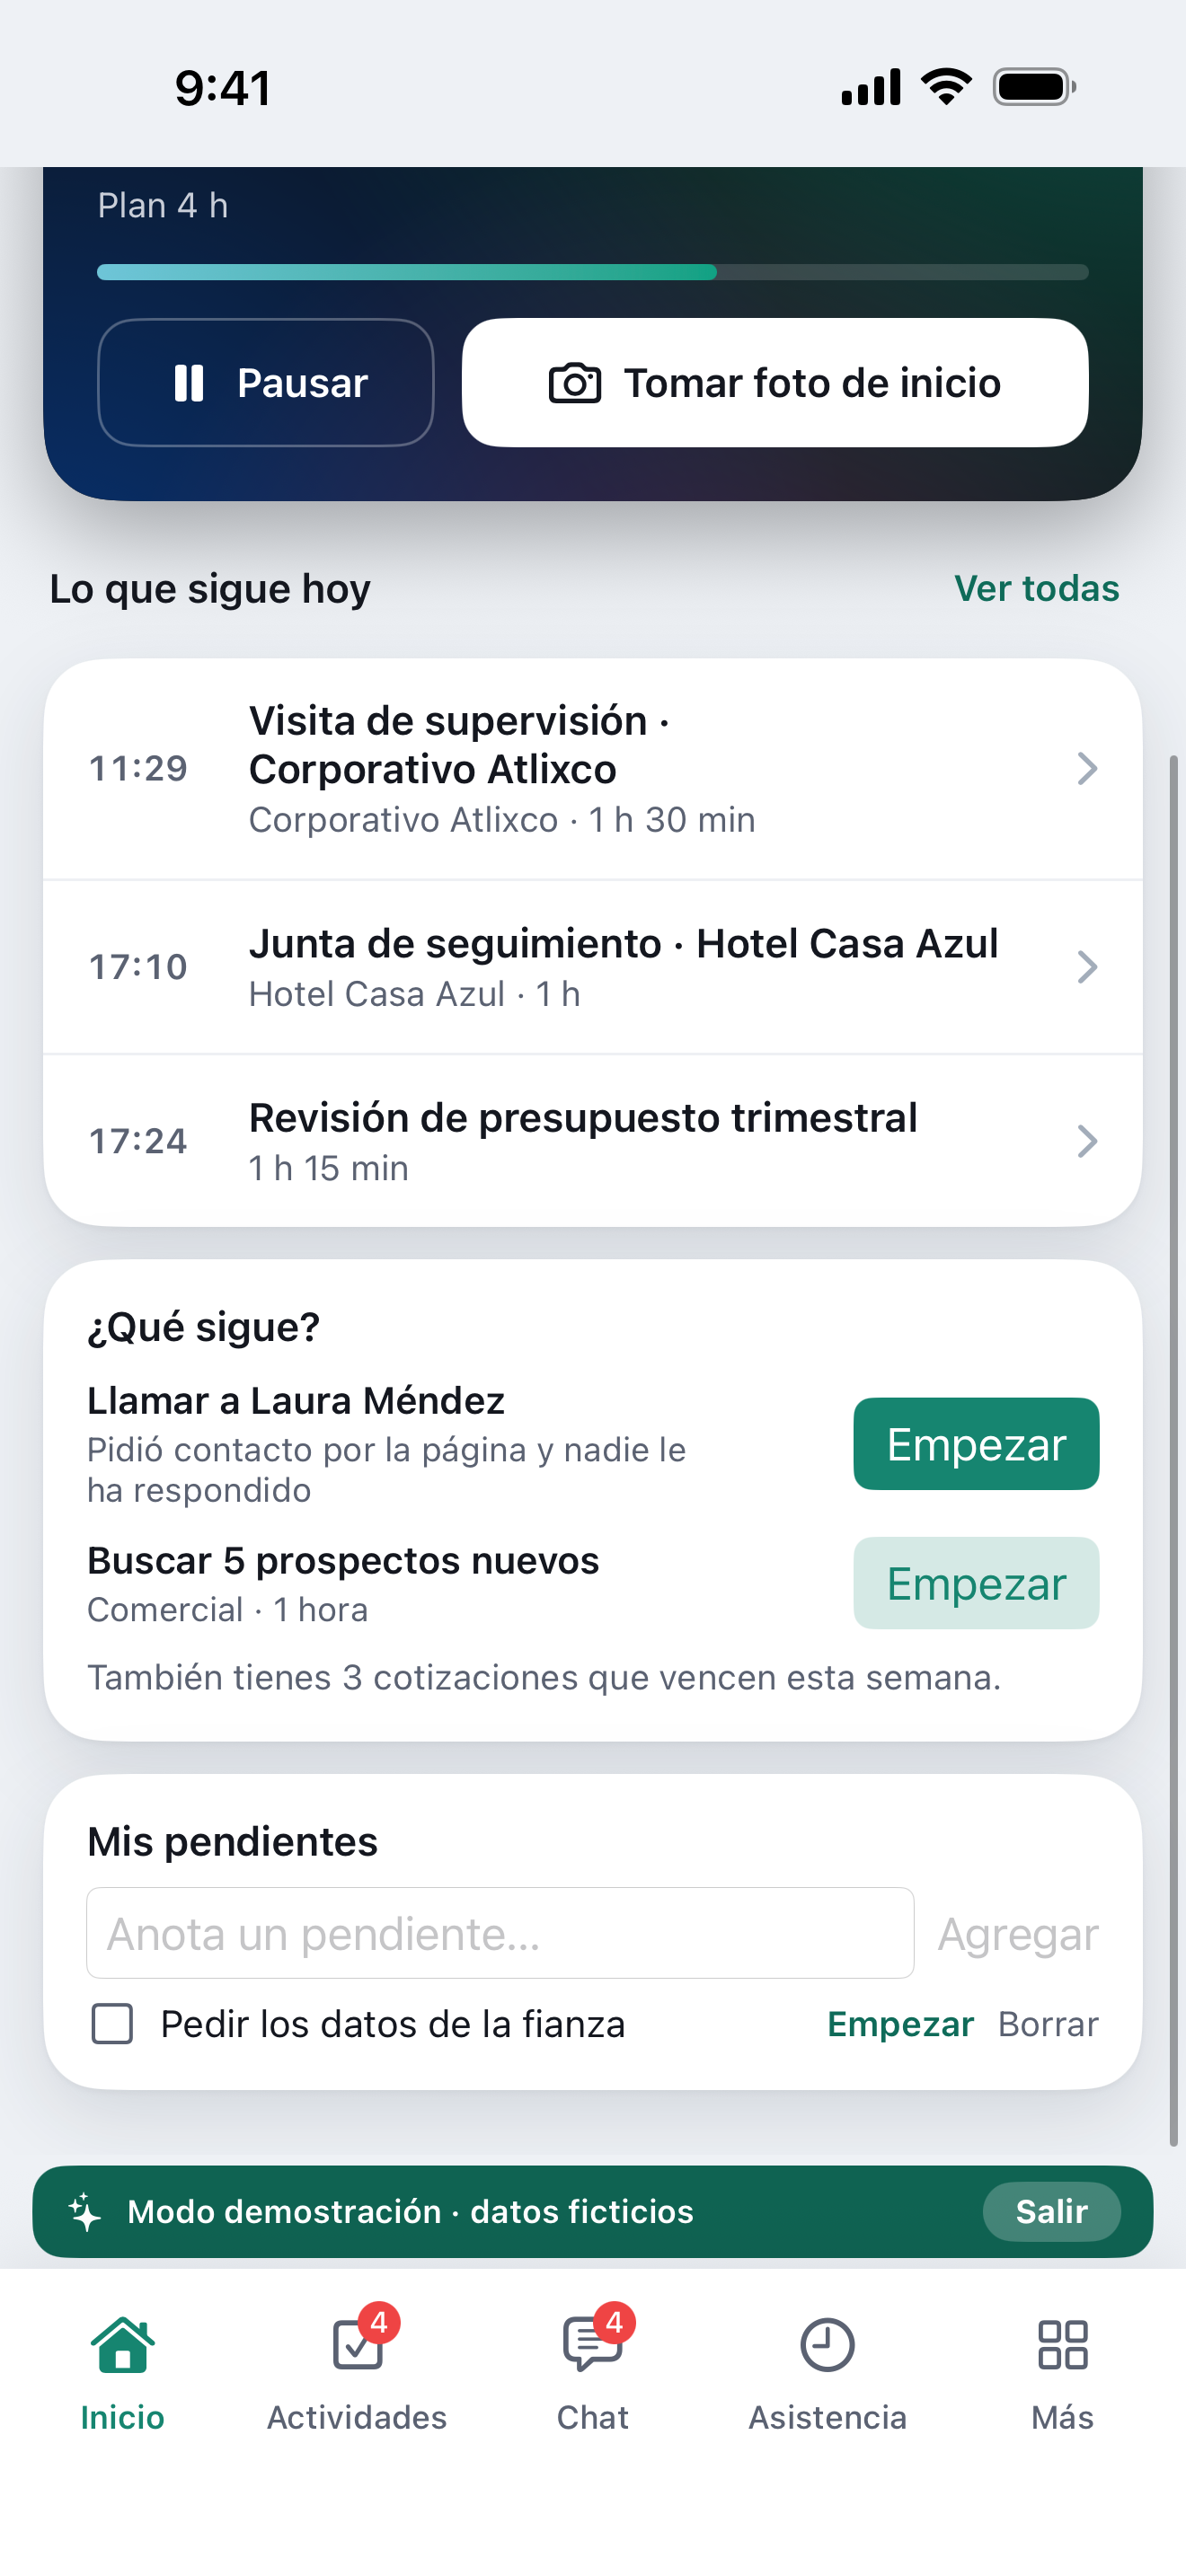 9:41
Plan 4 h
Pausar
Tomar foto de inicio
Lo que sigue hoy
Ver todas
11:29
Visita de supervisión ·
Corporativo Atlixco
Corporativo Atlixco · 1 h 30 min
17:10
Junta de seguimiento · Hotel Casa Azul
Hotel Casa Azul · 1 h
17:24
Revisión de presupuesto trimestral
1 h 15 min
¿Qué sigue?
Llamar a Laura Méndez
Pidió contacto por la página y nadie le
ha respondido
Empezar
Buscar 5 prospectos nuevos
Comercial · 1 hora
Empezar
También tienes 3 cotizaciones que vencen esta semana.
Mis pendientes
Anota un pendiente...
Agregar
Pedir los datos de la fianza
Empezar
Borrar
Modo demostración · datos ficticios
Salir
4
4
Inicio
Actividades
Chat
Asistencia
Más